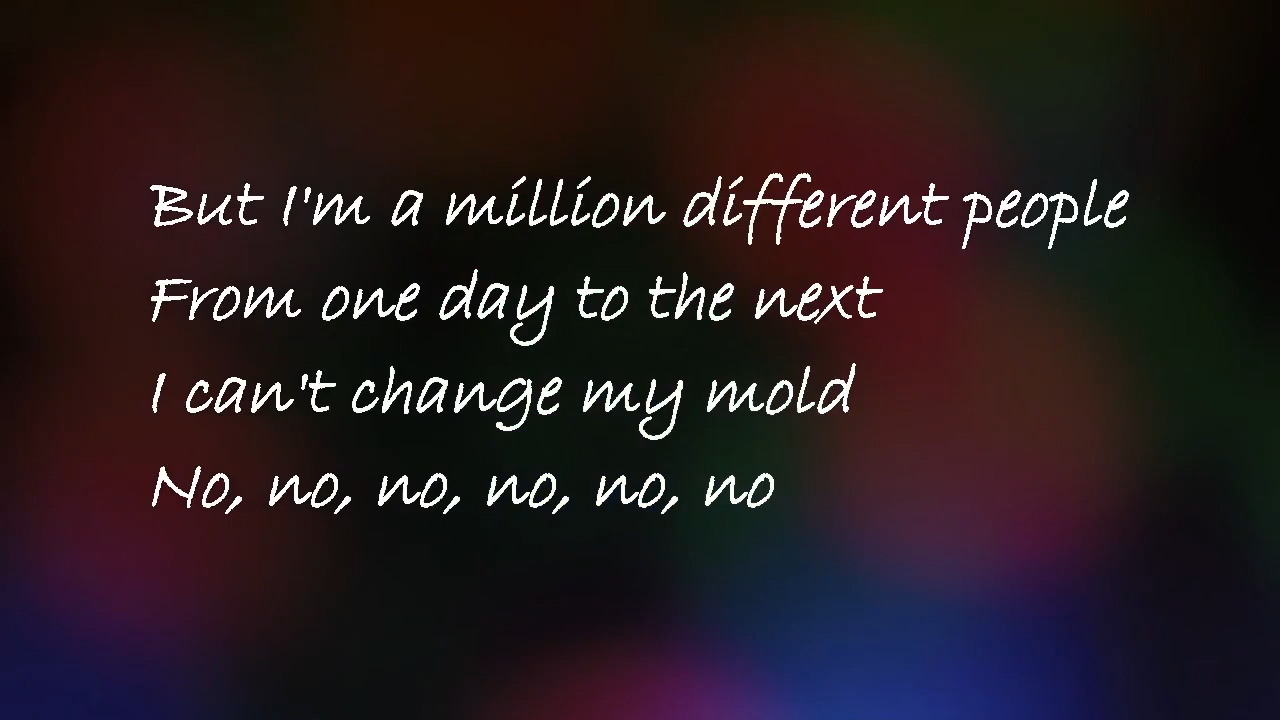 But I'm a million different people
From one day to the next
I can't change my mold
No, no, no, no, no, no